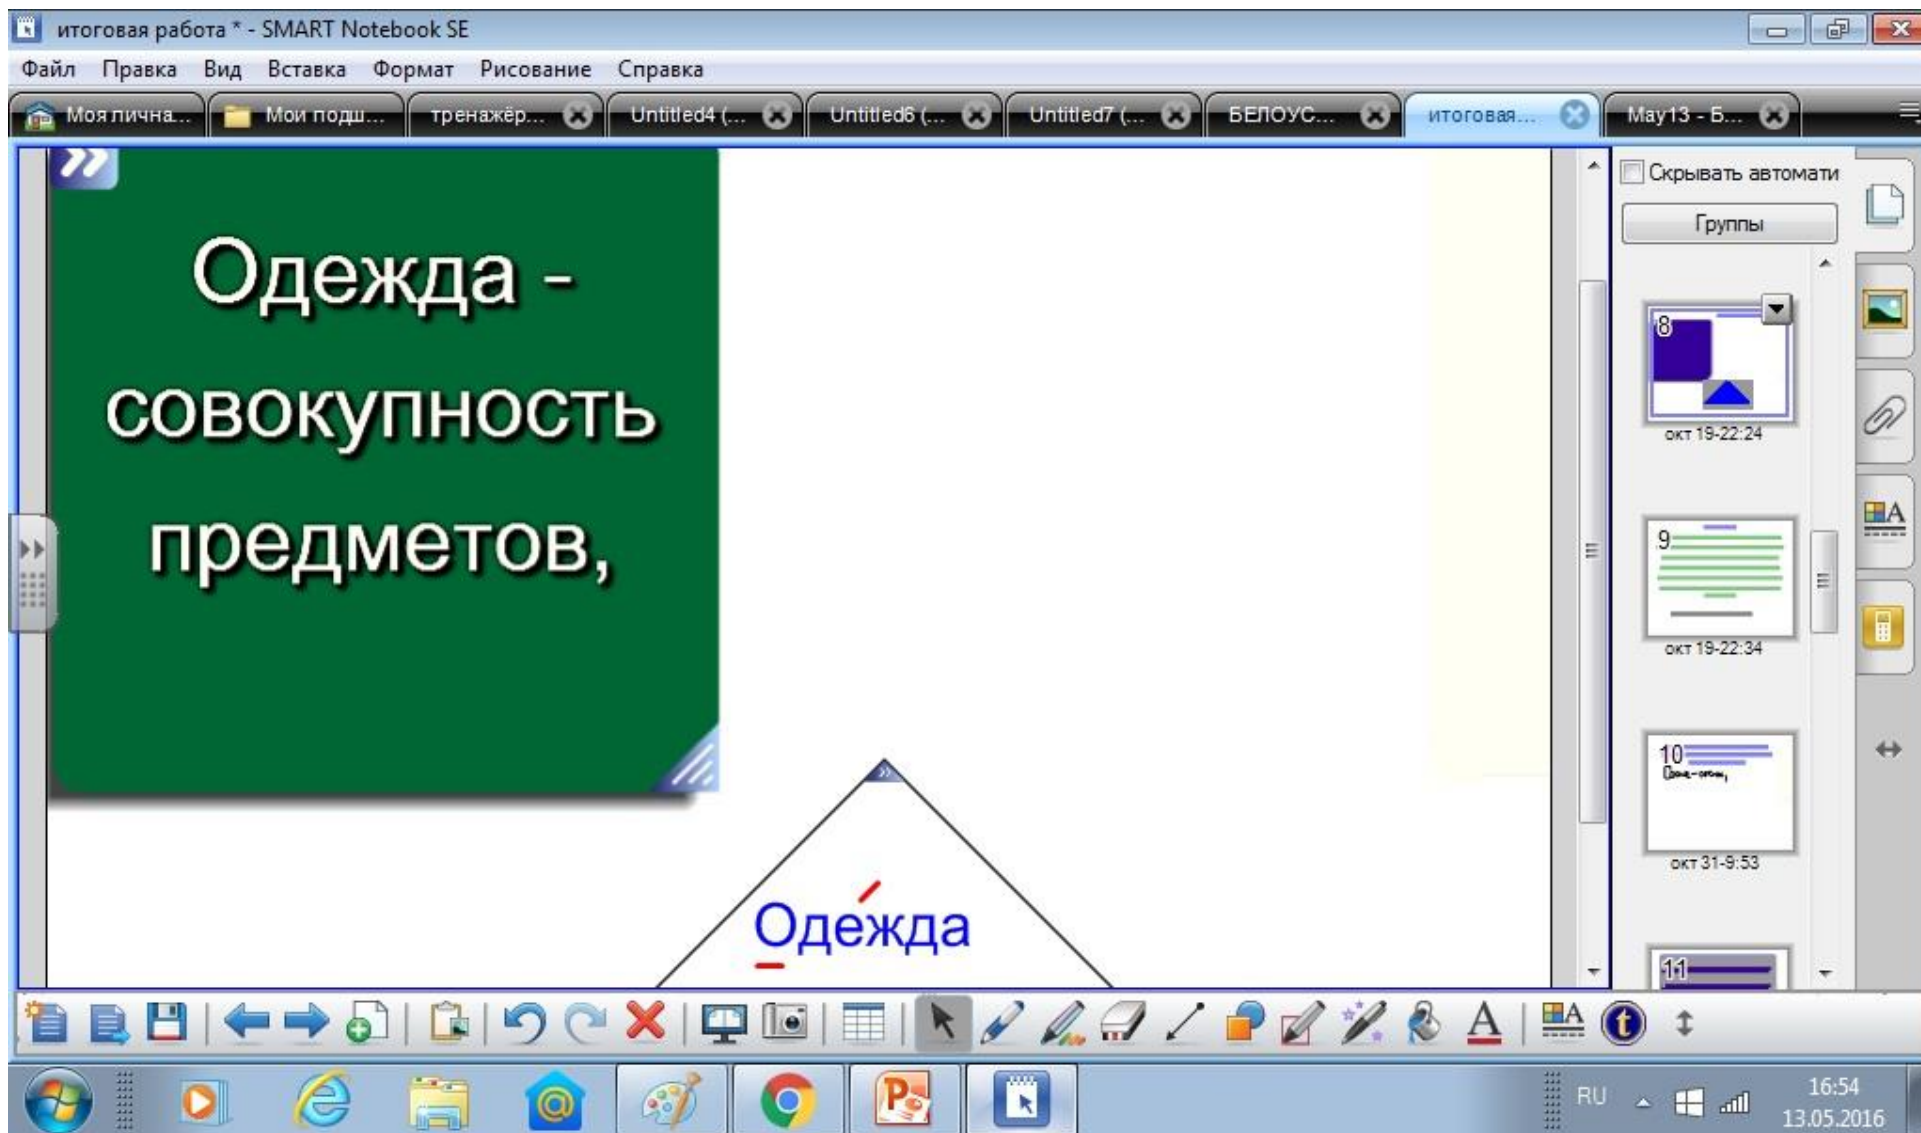 итоговая работа * - SMART Notebook SE
Файл Правка Вид Вставка Формат Рисование Справка
Моя лична... Мои подш... тренажёр... Untitled4 (... Untitled6 (... Untitled7 (... БЕЛОУС... итоговая... May13 - Б...
Скрывать автомати
Группы
Одежда -
совокупность
предметов,
8
окт 19-22:24
9
окт 19-22:34
10
окт 31-9:53
11
Одежда
RU
16:54
13.05.2016